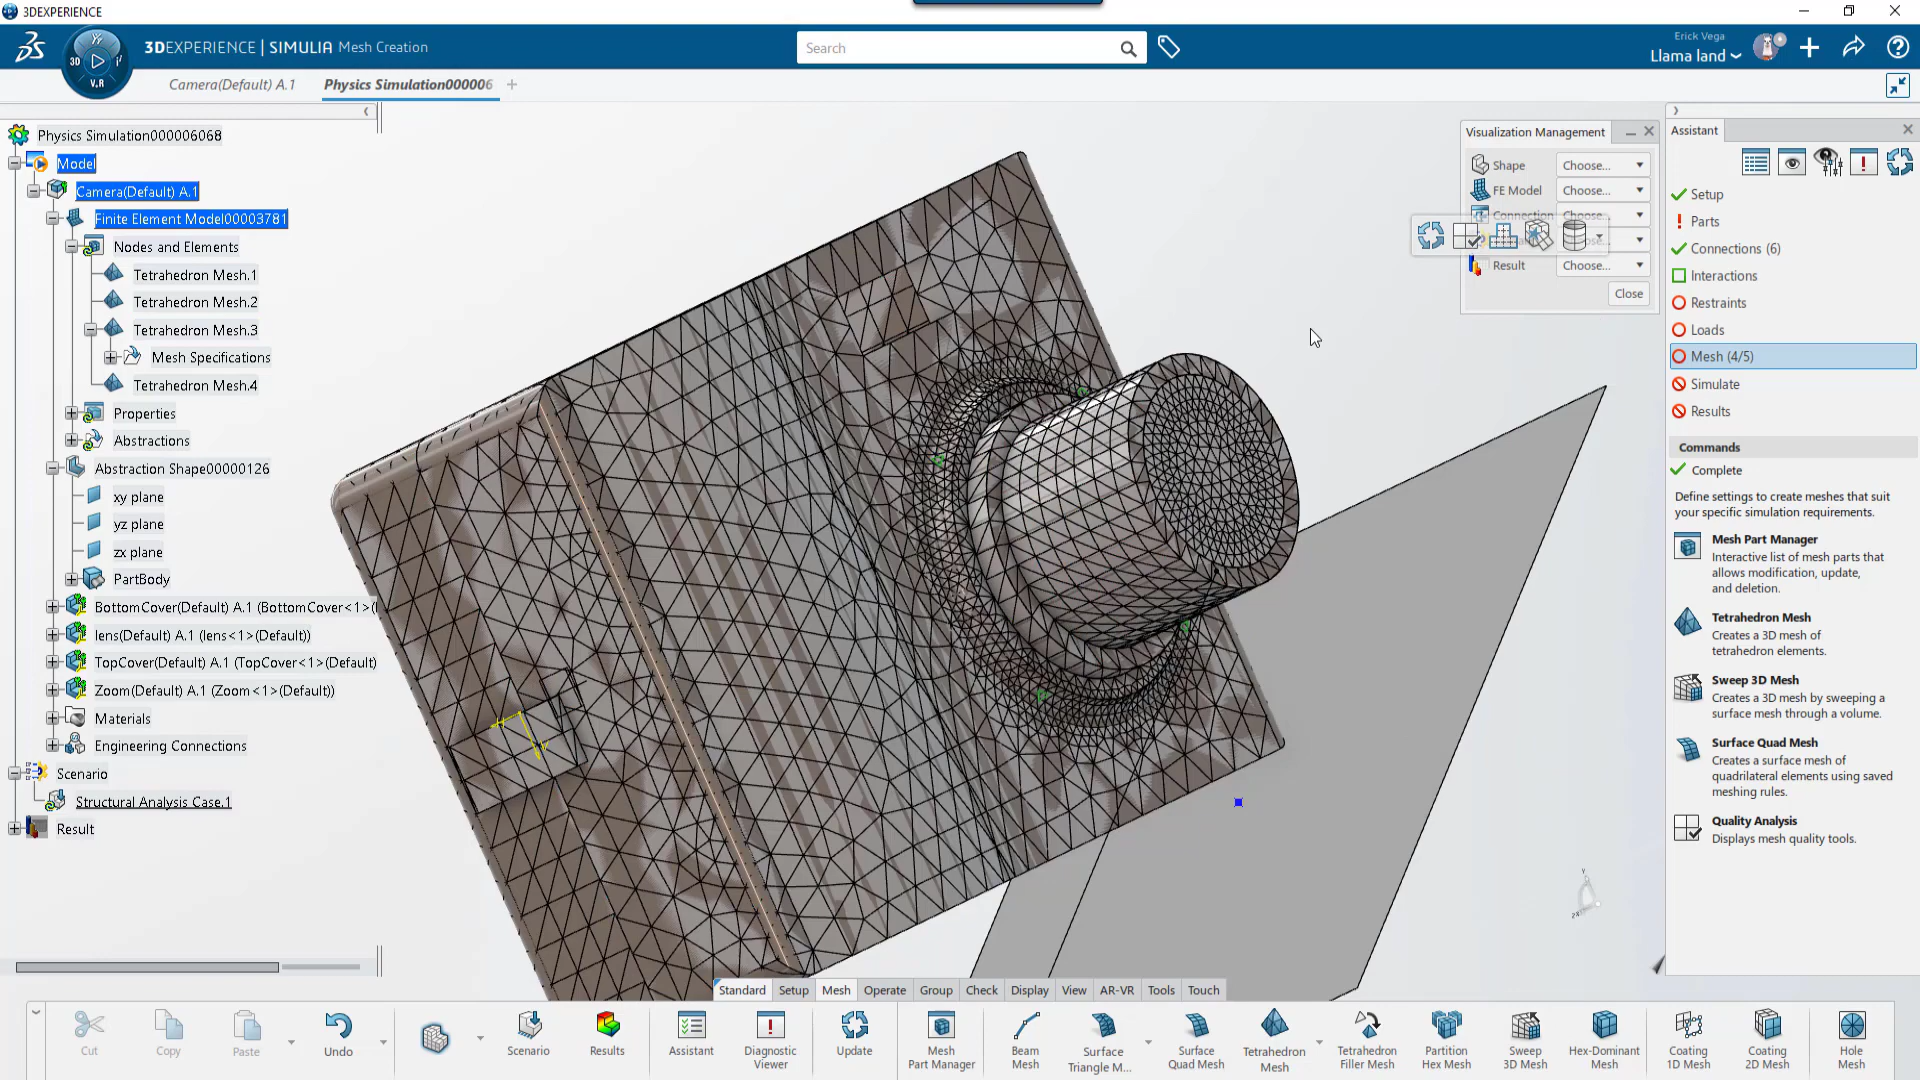 3DEXPERIENCE
3DEXPERIENCE | SIMULIA Mesh Creation
3D
V.R
Search
Erick Vega
Llama land
Camera(Default) A.1
Physics Simulation000006
Physics Simulation000006068
Model
Camera(Default) A.1
Finite Element Model00003781
Nodes and Elements
Tetrahedron Mesh.1
Tetrahedron Mesh.2
Tetrahedron Mesh.3
Mesh Specifications
Tetrahedron Mesh.4
Properties
Abstractions
Abstraction Shape00000126
xy plane
yz plane
zx plane
PartBody
BottomCover(Default) A.1 (BottomCover<1>(
lens(Default) A.1 (lens<1>(Default))
TopCover(Default) A.1 (TopCover<1>(Default)
Zoom(Default) A.1 (Zoom<1>(Default))
Materials
Engineering Connections
Scenario
Structural Analysis Case.1
Result
Visualization Management
Shape Choose...
FE Model Choose...
Connection Choose...
Result Choose...
Close
Assistant
Setup
Parts
Connections (6)
Interactions
Restraints
Loads
Mesh (4/5)
Simulate
Results
Commands
Complete
Define settings to create meshes that suit
your specific simulation requirements.
Mesh Part Manager
Interactive list of mesh parts that
allows modification, update,
and deletion.
Tetrahedron Mesh
Creates a 3D mesh of
tetrahedron elements.
Sweep 3D Mesh
Creates a 3D mesh by sweeping a
surface mesh through a volume.
Surface Quad Mesh
Creates a surface mesh of
quadrilateral elements using saved
meshing rules.
Quality Analysis
Displays mesh quality tools.
Standard Setup Mesh Operate Group Check Display View AR-VR Tools Touch
Cut
Copy
Paste
Undo
Scenario
Results
Assistant
Diagnostic
Viewer
Update
Mesh
Part Manager
Beam
Mesh
Surface
Triangle M...
Surface
Quad Mesh
Tetrahedron
Mesh
Tetrahedron
Filler Mesh
Partition
Hex Mesh
Sweep
3D Mesh
Hex-Dominant
Mesh
Coating
1D Mesh
Coating
2D Mesh
Hole
Mesh